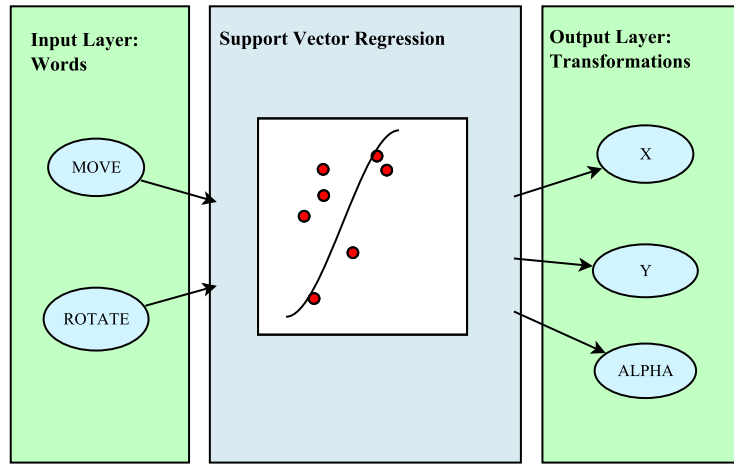 Input Layer:
Words
MOVE
ROTATE
Support Vector Regression
Output Layer:
Transformations
X
Y
ALPHA